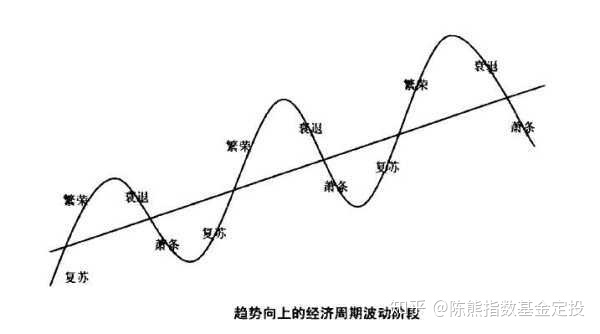 繁荣
衰退
复苏
萧条
复苏
繁荣
衰退
萧条
复苏
繁荣
衰退
萧条
趋势向上的经济周期波动阶段
知乎 @陈熊指数基金定投